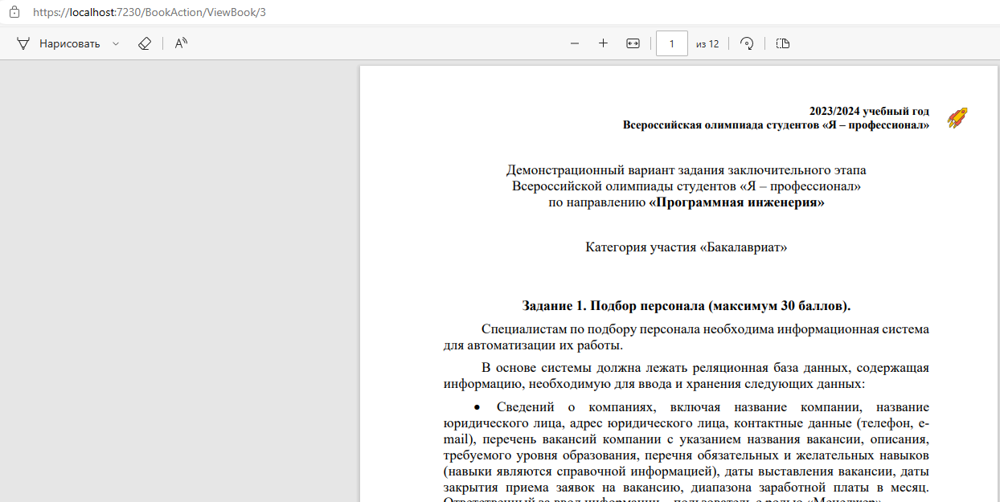 https://localhost:7230/BookAction/ViewBook/3
Нарисовать
1 из 12
2023/2024 учебный год
Всероссийская олимпиада студентов «Я – профессионал»
Демонстрационный вариант задания заключительного этапа
Всероссийской олимпиады студентов «Я – профессионал»
по направлению «Программная инженерия»
Категория участия «Бакалавриат»
Задание 1. Подбор персонала (максимум 30 баллов).
Специалистам по подбору персонала необходима информационная система
для автоматизации их работы.
В основе системы должна лежать реляционная база данных, содержащая
информацию, необходимую для ввода и хранения следующих данных:
• Сведений о компаниях, включая название компании, название
юридического лица, адрес юридического лица, контактные данные (телефон, e-
mail), перечень вакансий компании с указанием названия вакансии, описания,
требуемого уровня образования, перечня обязательных и желательных навыков
(навыки являются справочной информацией), даты выставления вакансии, даты
закрытия приема заявок на вакансию, диапазона заработной платы в месяц.
Ответственный за ввод информации – пользователь с ролью «Менеджер».